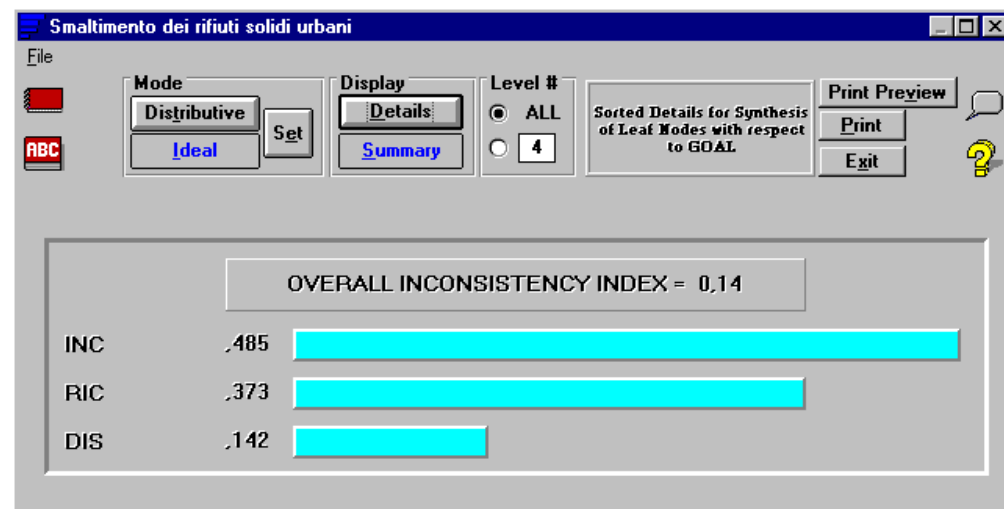 Smaltimento dei rifiuti solidi urbani
File
Mode
Distributive
Ideal
Set
Display
Details
Summary
Level #
ALL
4
Sorted Details for Synthesis
of Leaf Nodes with respect
to GOAL
Print Preview
Print
Exit
ABC
OVERALL INCONSISTENCY INDEX = 0,14
INC ,485
RIC ,373
DIS ,142